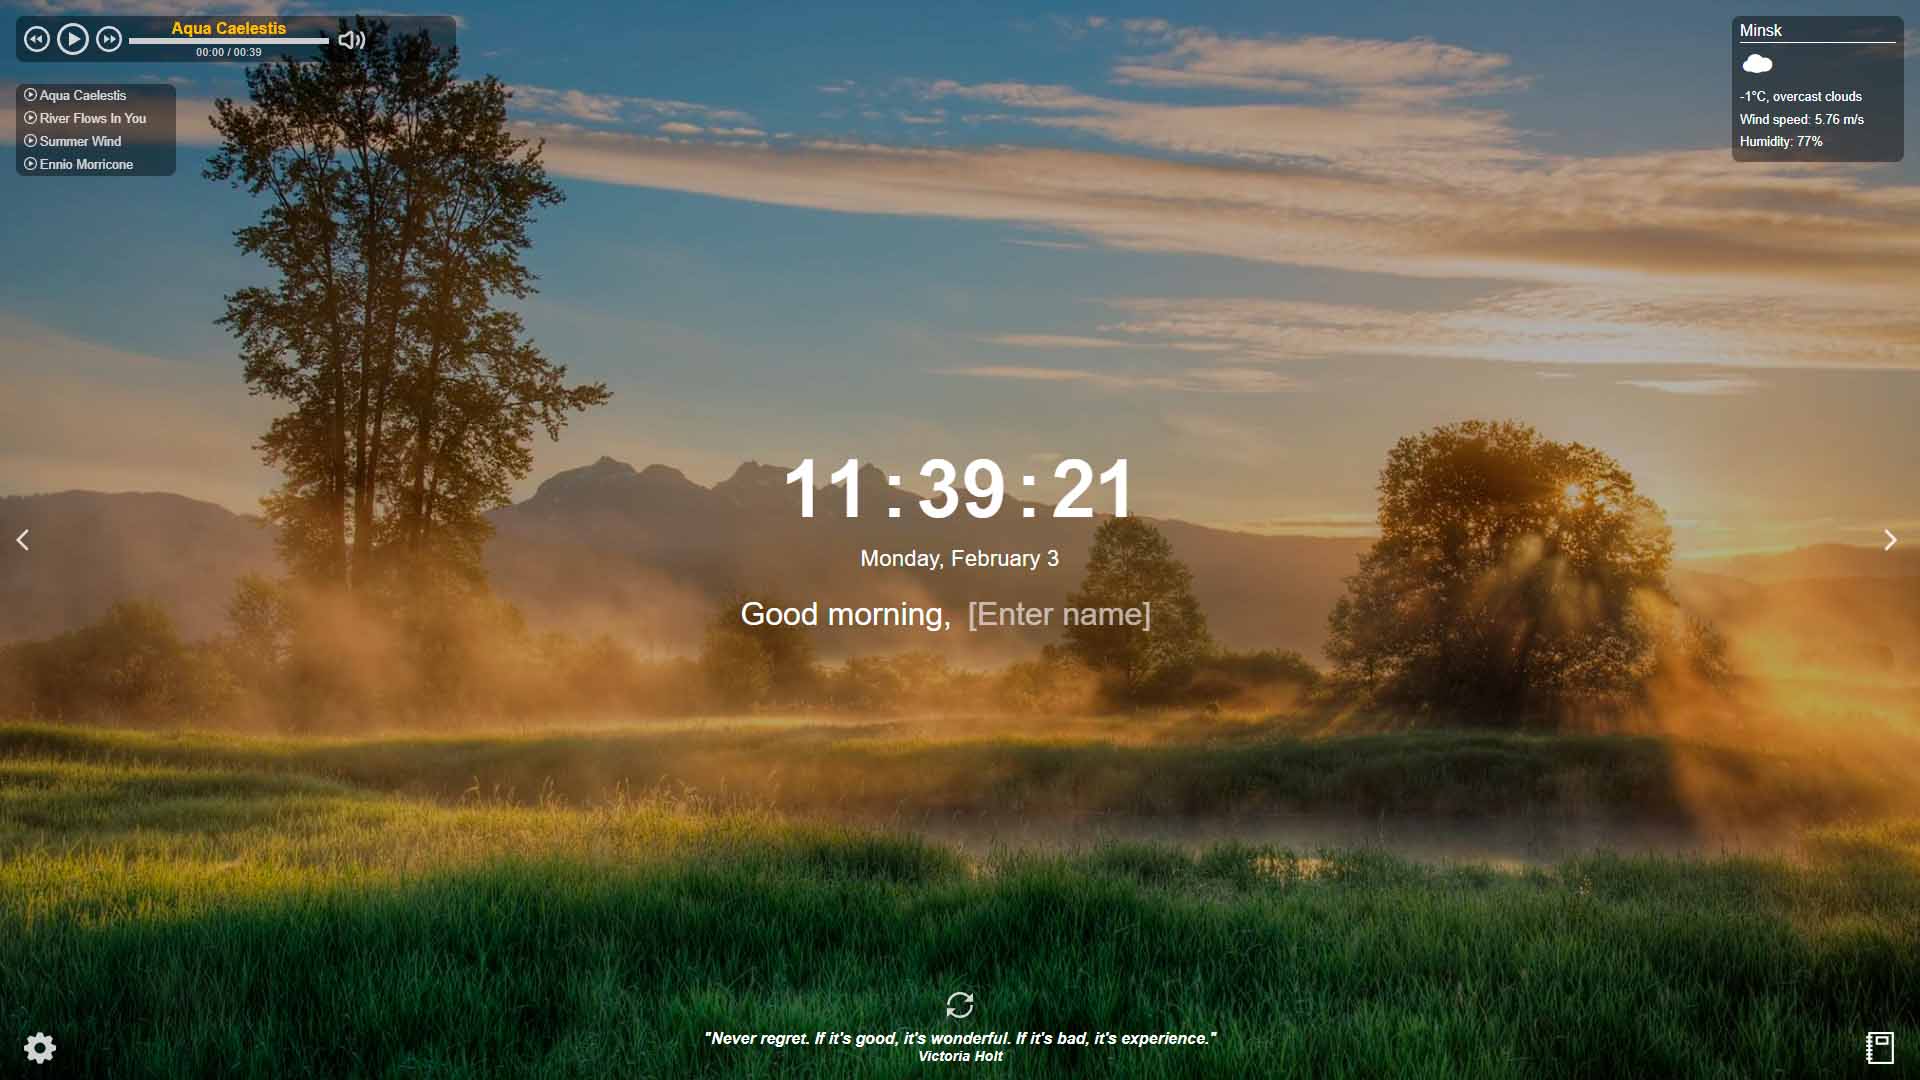 Aqua Caelestis
00:00 / 00:39
Aqua Caelestis
River Flows In You
Summer Wind
Ennio Morricone
Minsk
-1°C, overcast clouds
Wind speed: 5.76 m/s
Humidity: 77%
11:39:21
Monday, February 3
Good morning, [Enter name]
"Never regret. If it's good, it's wonderful. If it's bad, it's experience."
Victoria Holt